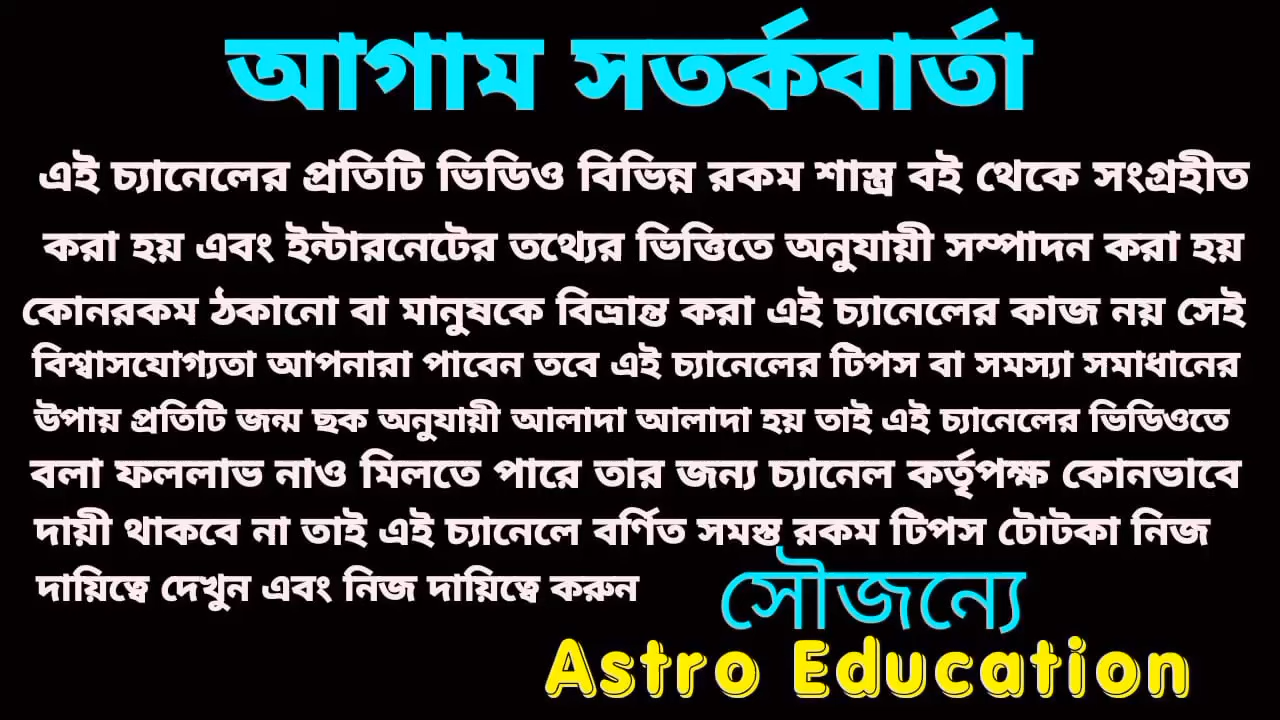 আগাম সতর্কবার্তা
এই চ্যানেলের প্রতিটি ভিডিও বিভিন্ন রকম শাস্ত্র বই থেকে সংগ্রহীত
করা হয় এবং ইন্টারনেটের তথ্যের ভিত্তিতে অনুযায়ী সম্পাদন করা হয়
কোনরকম ঠকানো বা মানুষকে বিভ্রান্ত করা এই চ্যানেলের কাজ নয় সেই
বিশ্বাসযোগ্যতা আপনারা পাবেন তবে এই চ্যানেলের টিপস বা সমস্যা সমাধানের
উপায় প্রতিটি জন্ম ছক অনুযায়ী আলাদা আলাদা হয় তাই এই চ্যানেলের ভিডিওতে
বলা ফললাভ নাও মিলতে পারে তার জন্য চ্যানেল কর্তৃপক্ষ কোনভাবে
দায়ী থাকবে না তাই এই চ্যানেলে বর্ণিত সমস্ত রকম টিপস টোটকা নিজ
দায়িত্বে দেখুন এবং নিজ দায়িত্বে করুন
সৌজন্যে
Astro Education